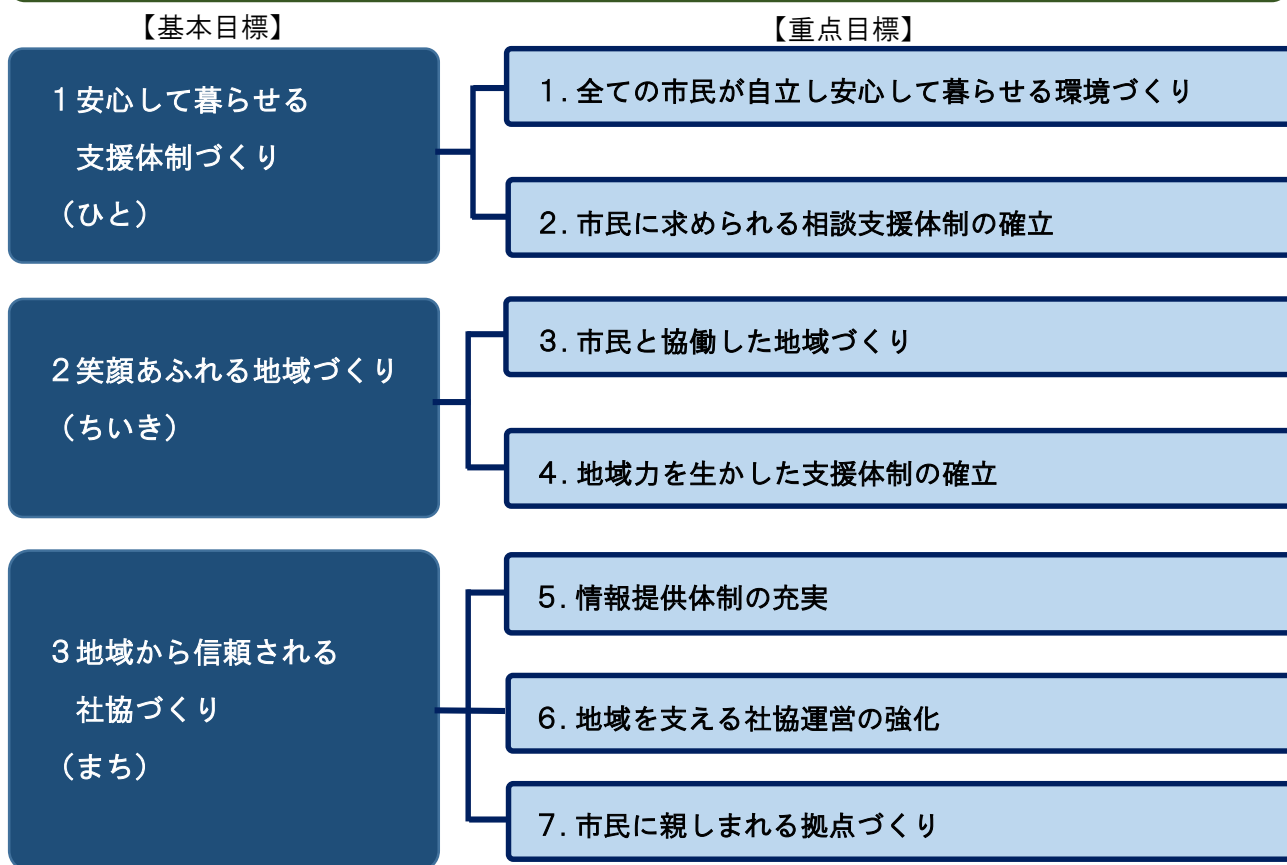 【基本目標】
【重点目標】
1安心して暮らせる
支援体制づくり
（ひと）
1．全ての市民が自立し安心して暮らせる環境づくり
2．市民に求められる相談支援体制の確立
2笑顔あふれる地域づくり
（ちいき）
3．市民と協働した地域づくり
4．地域力を生かした支援体制の確立
3地域から信頼される
社協づくり
（まち）
5．情報提供体制の充実
6．地域を支える社協運営の強化
7．市民に親しまれる拠点づくり